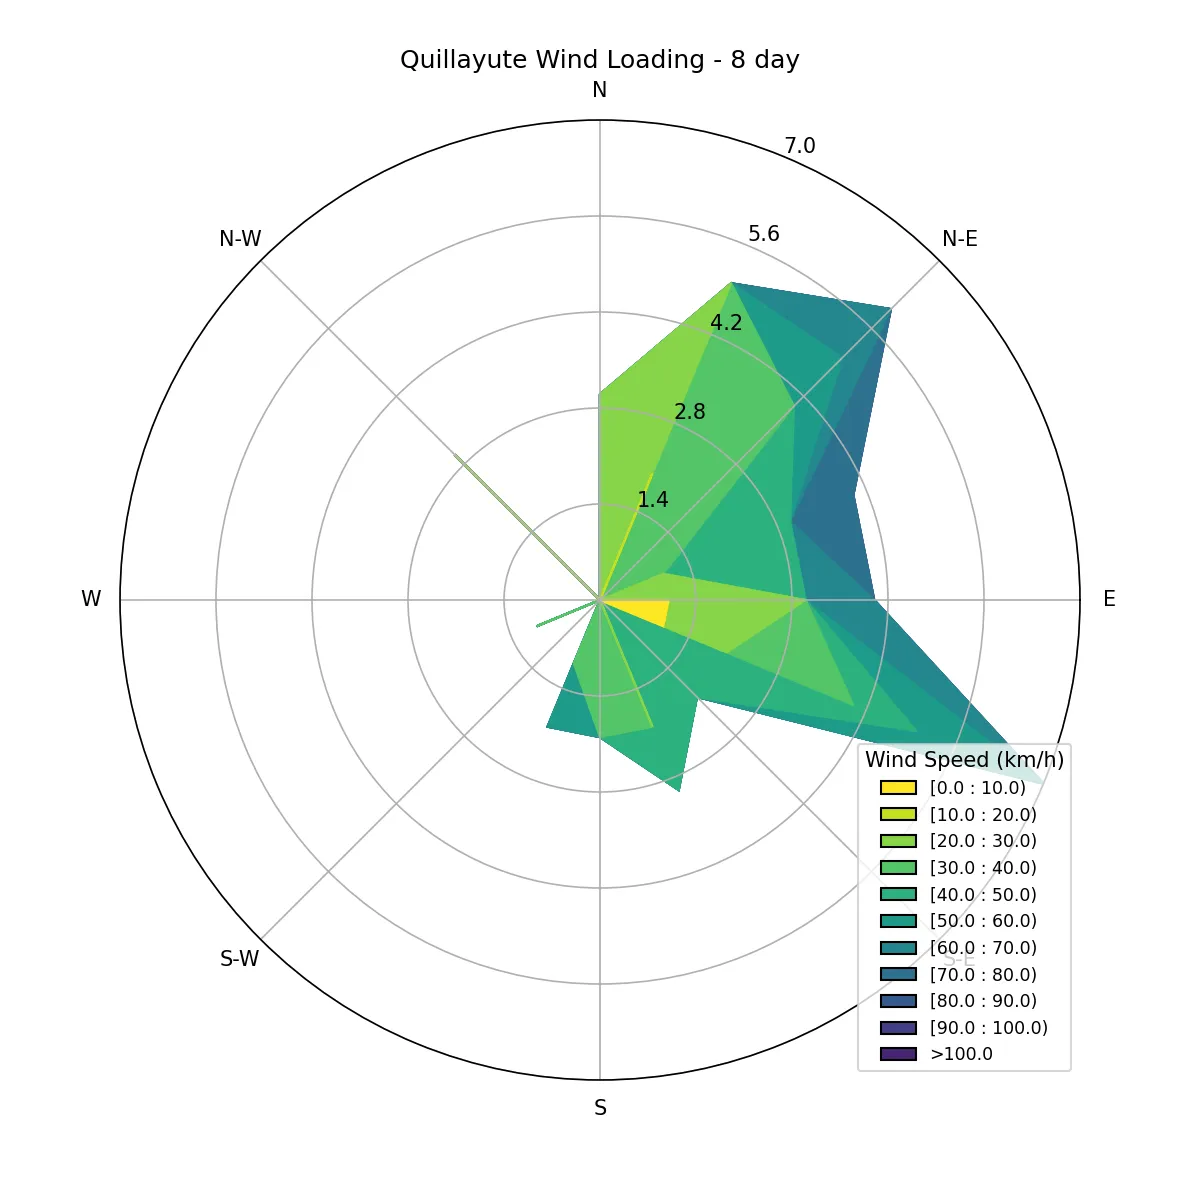 Quillayute Wind Loading - 8 day
N
7.0
5.6
N-W
N-E
4.2
2.8
1.4
W
E
Wind Speed (km/h)
[0.0 : 10.0)
[10.0 : 20.0)
[20.0 : 30.0)
[30.0 : 40.0)
[40.0 : 50.0)
[50.0 : 60.0)
[60.0 : 70.0)
S-W
S-E
[70.0 : 80.0)
[80.0 : 90.0)
[90.0 : 100.0)
>100.0
S